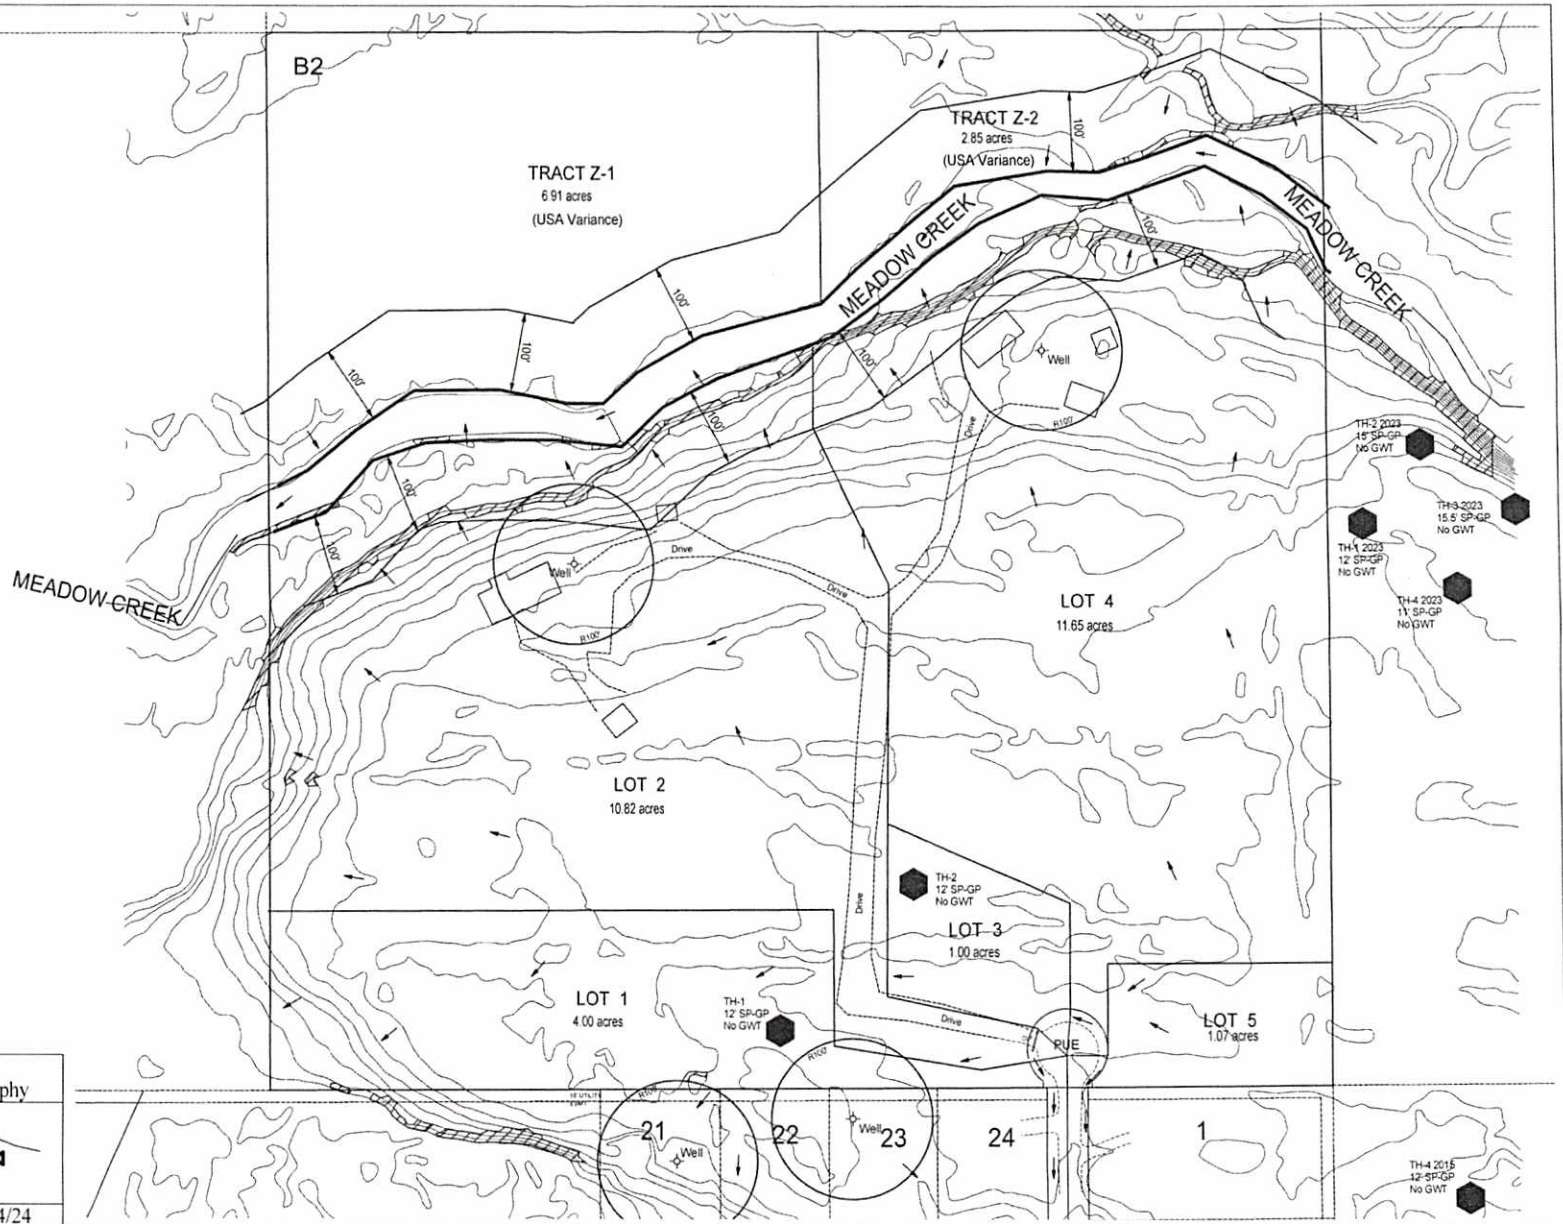 B2
TRACT Z-2
2.85 acres
(USA Variance)
100'
TRACT Z-1
6.91 acres
(USA Variance)
MEADOW CREEK
MEADOW CREEK
100'
100'
100'
100'
100'
100'
100'
100'
100'
Well
R100'
Drive
TH-2 2023
15' SP-GP
No GWT
TH-3 2023
15.5' SP-GP
No GWT
TH-1 2023
12' SP-GP
No GWT
TH-4 2023
11' SP-GP
No GWT
MEADOW CREEK
Well
R100'
Drive
Drive
LOT 4
11.65 acres
LOT 2
10.82 acres
TH-2
12' SP-GP
No GWT
Drive
LOT 3
1.00 acres
LOT 1
4.00 acres
TH-1
12' SP-GP
No GWT
Drive
LOT 5
1.07 acres
PUE
R100'
R100'
phy
4/24
21
Well
22
Well
23
24
1
TH-4 2015
12' SP-GP
No GWT